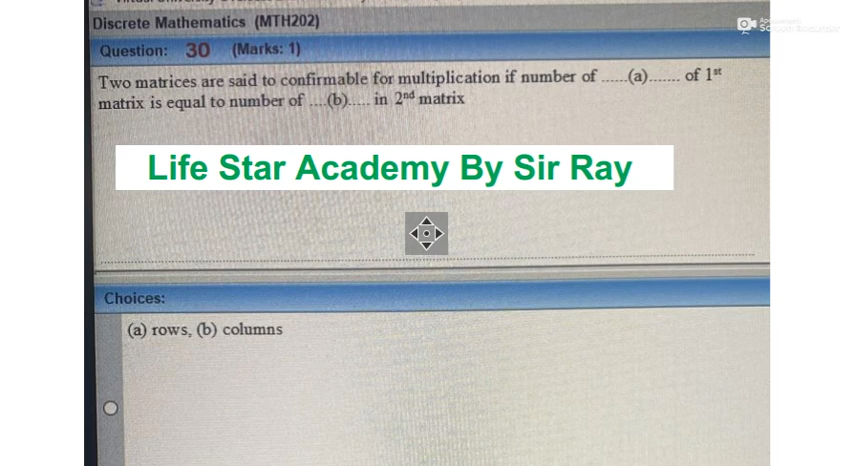 Discrete Mathematics (MTH202)
Question: 30 (Marks: 1)
Two matrices are said to confirmable for multiplication if number of ......(a)....... of 1st
matrix is equal to number of ....(b)..... in 2nd matrix
Life Star Academy By Sir Ray
Choices:
(a) rows, (b) columns